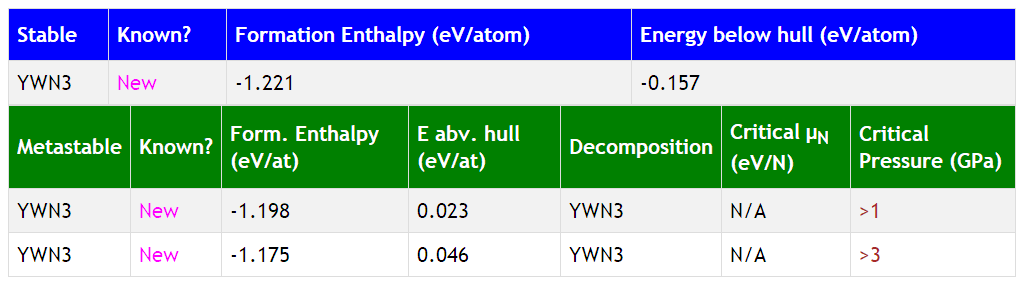 Stable Known? Formation Enthalpy (eV/atom) Energy below hull (eV/atom)
YWN3 New -1.221 -0.157
Metastable Known? Form. Enthalpy (eV/at) E abv. hull (eV/at) Decomposition Critical μN (eV/N) Critical Pressure (GPa)
YWN3 New -1.198 0.023 YWN3 N/A >1
YWN3 New -1.175 0.046 YWN3 N/A >3